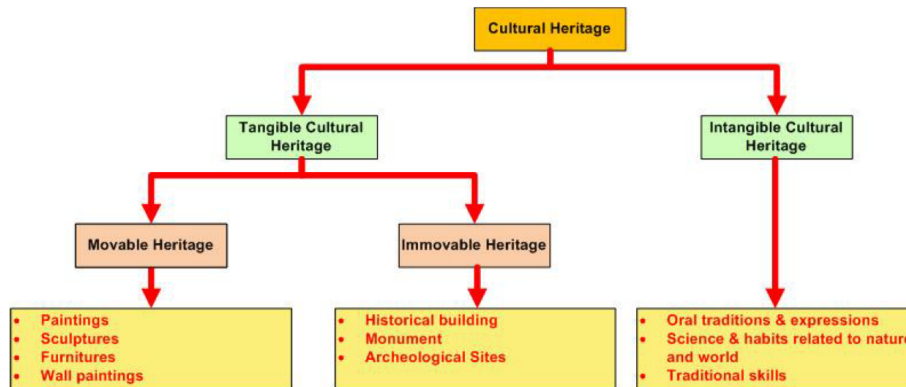 Cultural Heritage
Tangible Cultural
Heritage
Intangible Cultural
Heritage
Movable Heritage
Immovable Heritage
• Paintings
• Sculptures
• Furnitures
• Wall paintings
• Historical building
• Monument
• Archeological Sites
• Oral traditions & expressions
• Science & habits related to nature
and world
• Traditional skills